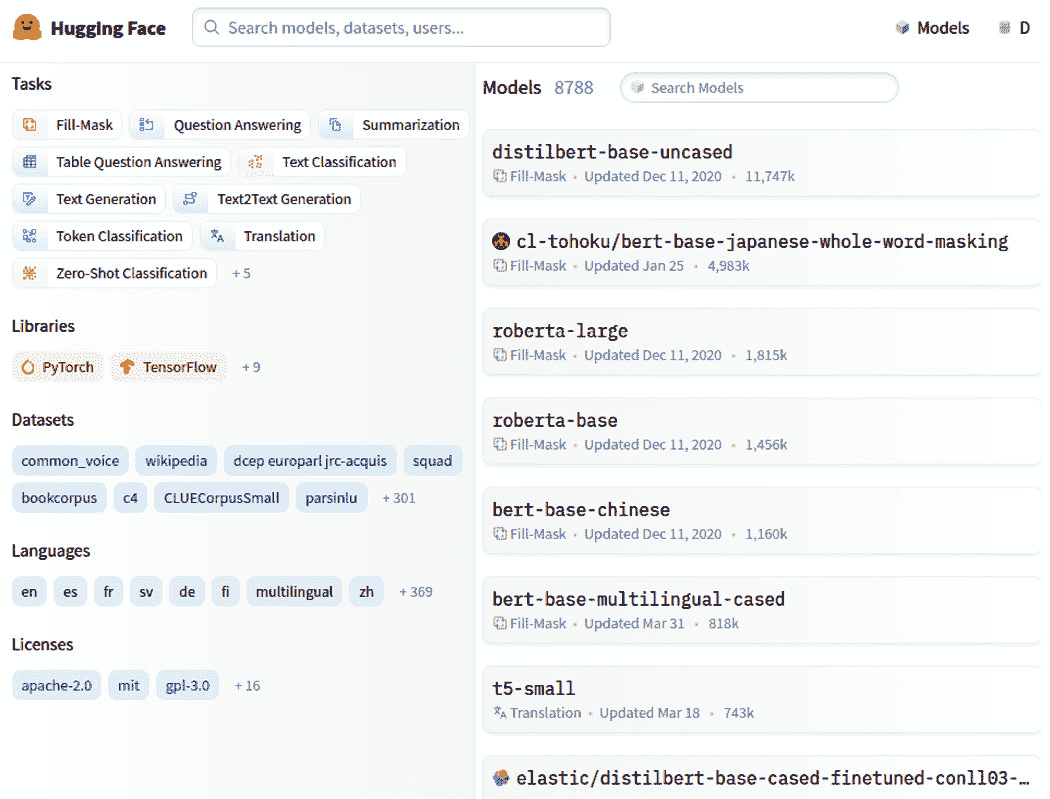 Hugging Face
Search models, datasets, users...
Models
D
Tasks
Fill-Mask Question Answering Summarization
Table Question Answering Text Classification
Text Generation Text2Text Generation
Token Classification Translation
Zero-Shot Classification + 5
Libraries
PyTorch TensorFlow + 9
Datasets
common_voice wikipedia dcep europarl jrc-acquis squad
bookcorpus c4 CLUECorpusSmall parsinlu + 301
Languages
en es fr sv de fi multilingual zh + 369
Licenses
apache-2.0 mit gpl-3.0 + 16
Models 8788 Search Models
distilbert-base-uncased
Fill-Mask • Updated Dec 11, 2020 • 11,747k
cl-tohoku/bert-base-japanese-whole-word-masking
Fill-Mask • Updated Jan 25 • 4,983k
roberta-large
Fill-Mask • Updated Dec 11, 2020 • 1,815k
roberta-base
Fill-Mask • Updated Dec 11, 2020 • 1,456k
bert-base-chinese
Fill-Mask • Updated Dec 11, 2020 • 1,160k
bert-base-multilingual-cased
Fill-Mask • Updated Mar 31 • 818k
t5-small
Translation • Updated Mar 18 • 743k
elastic/distilbert-base-cased-finetuned-conll03-…